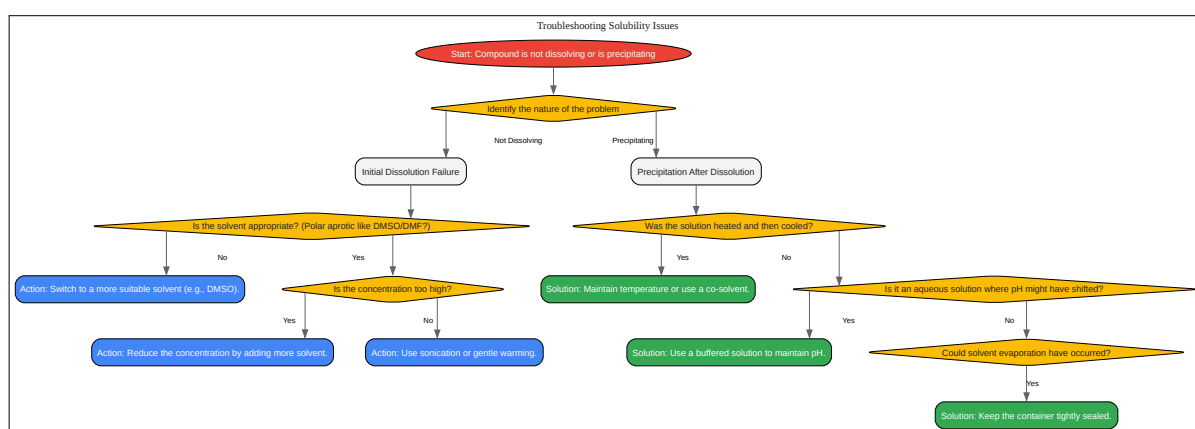 Troubleshooting Solubility Issues
Start: Compound is not dissolving or is precipitating
Identify the nature of the problem
Not Dissolving
Precipitating
Initial Dissolution Failure
Precipitation After Dissolution
Is the solvent appropriate? (Polar aprotic like DMSO/DMF?)
Was the solution heated and then cooled?
No
Yes
Yes
No
Action: Switch to a more suitable solvent (e.g., DMSO).
Is the concentration too high?
Solution: Maintain temperature or use a co-solvent.
Is it an aqueous solution where pH might have shifted?
Yes
No
Yes
No
Action: Reduce the concentration by adding more solvent.
Action: Use sonication or gentle warming.
Solution: Use a buffered solution to maintain pH.
Could solvent evaporation have occurred?
Yes
Solution: Keep the container tightly sealed.